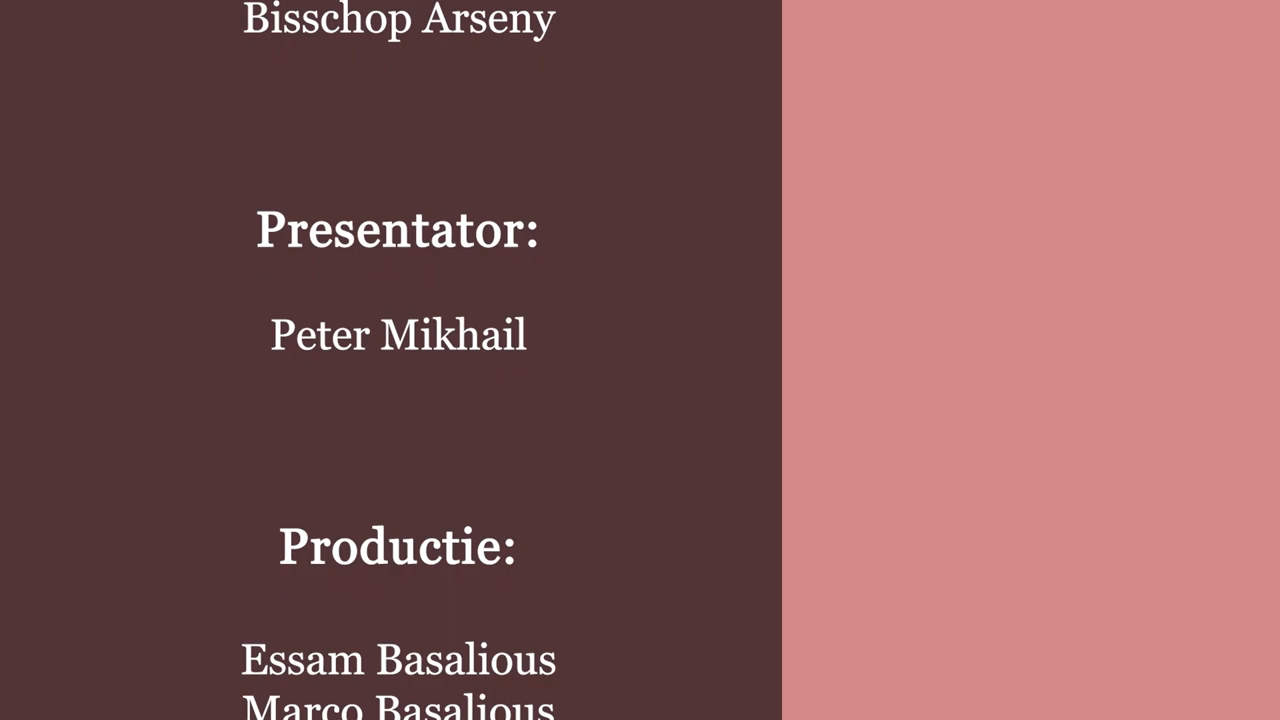 Bisschop Arseny
Presentator:
Peter Mikhail
Productie:
Essam Basalious
Marco Basalious